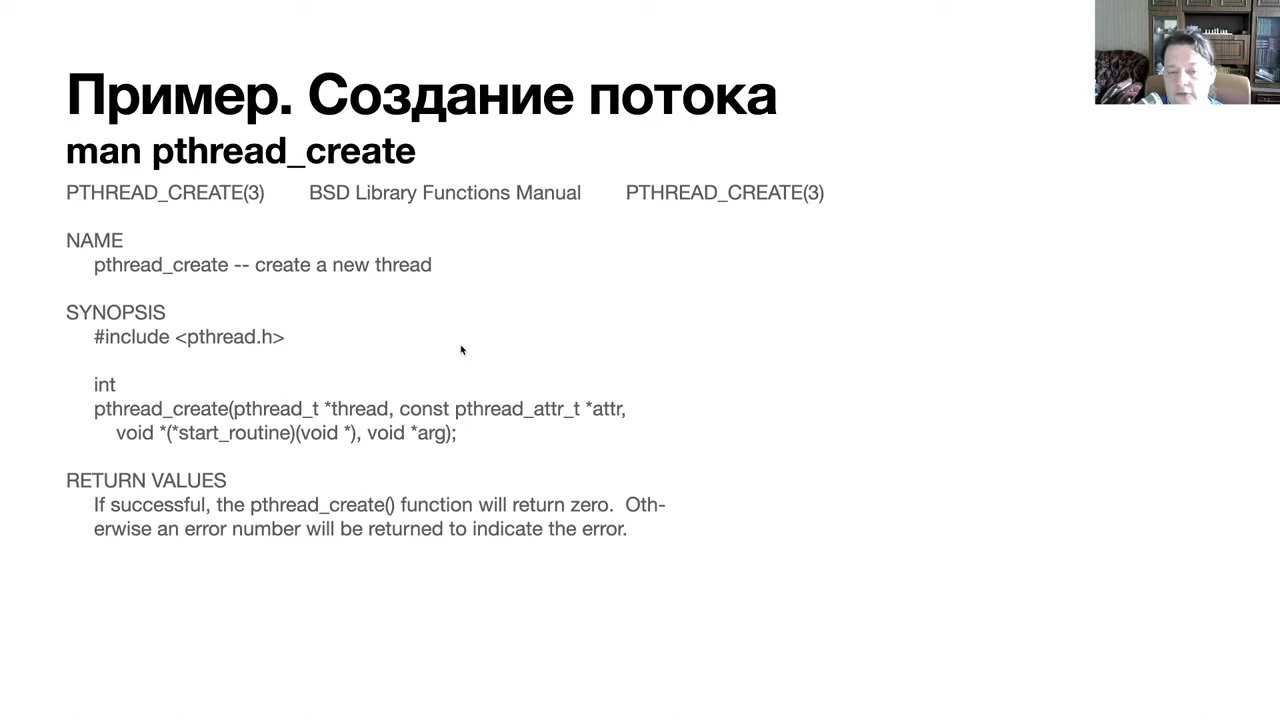 Пример. Создание потока
man pthread_create
PTHREAD_CREATE(3) BSD Library Functions Manual PTHREAD_CREATE(3)
NAME
pthread_create -- create a new thread
SYNOPSIS
#include <pthread.h>
int
pthread_create(pthread_t *thread, const pthread_attr_t *attr,
void *(*start_routine)(void *), void *arg);
RETURN VALUES
If successful, the pthread_create() function will return zero. Oth-
erwise an error number will be returned to indicate the error.